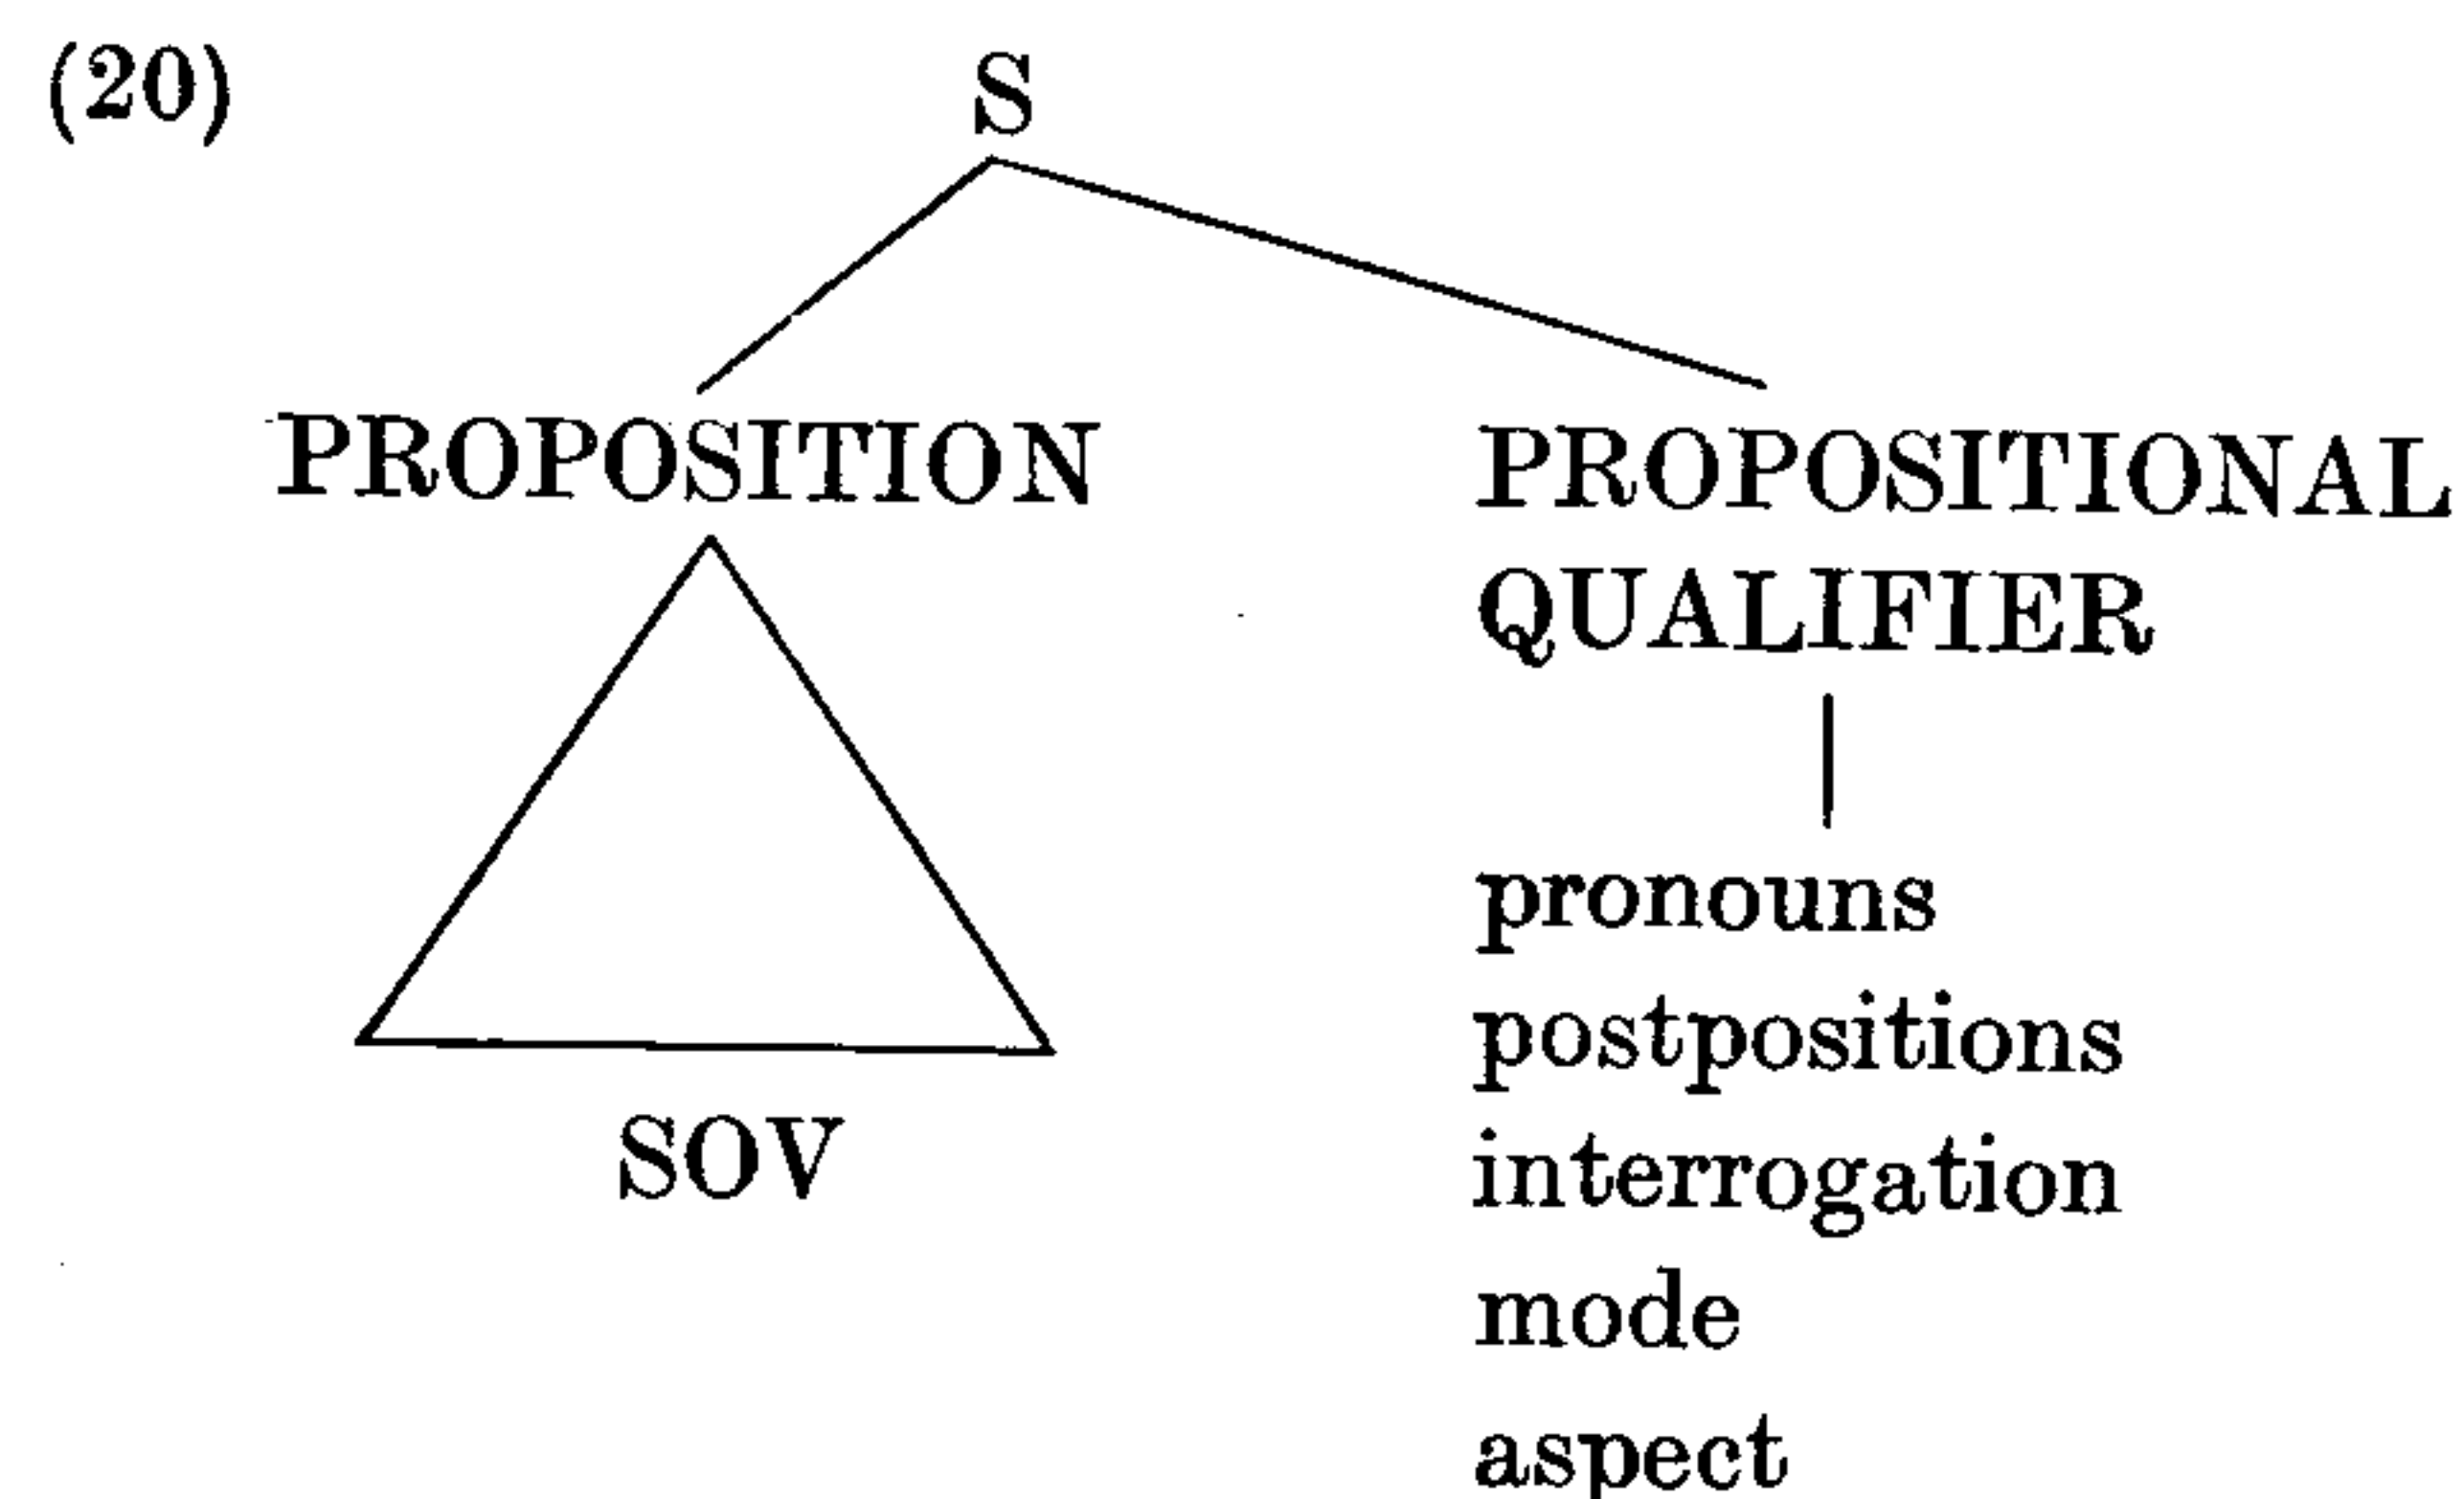 (20)
S
PROPOSITION
PROPOSITIONAL
QUALIFIER
SOV
pronouns
postpositions
interrogation
mode
aspect